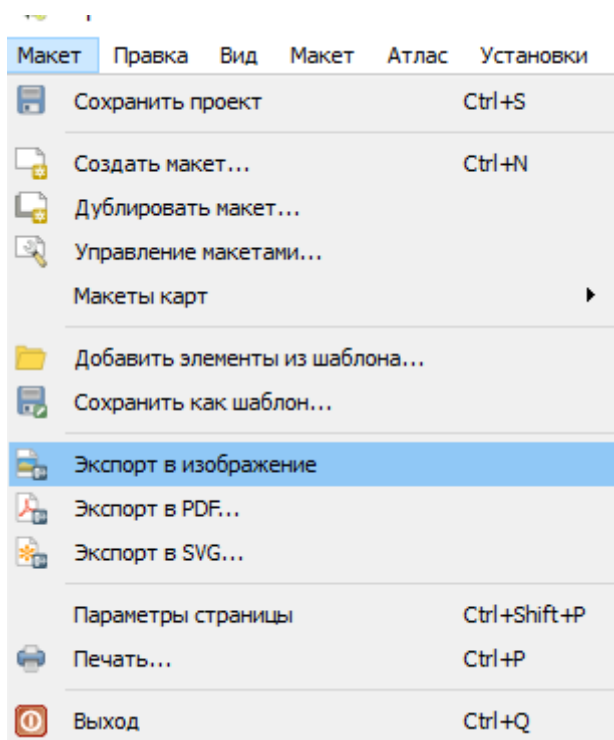 Макет Правка Вид Макет Атлас Установки
Сохранить проект Ctrl+S
Создать макет... Ctrl+N
Дублировать макет...
Управление макетами...
Макеты карт
Добавить элементы из шаблона...
Сохранить как шаблон...
Экспорт в изображение
Экспорт в PDF...
Экспорт в SVG...
Параметры страницы Ctrl+Shift+P
Печать... Ctrl+P
Выход Ctrl+Q